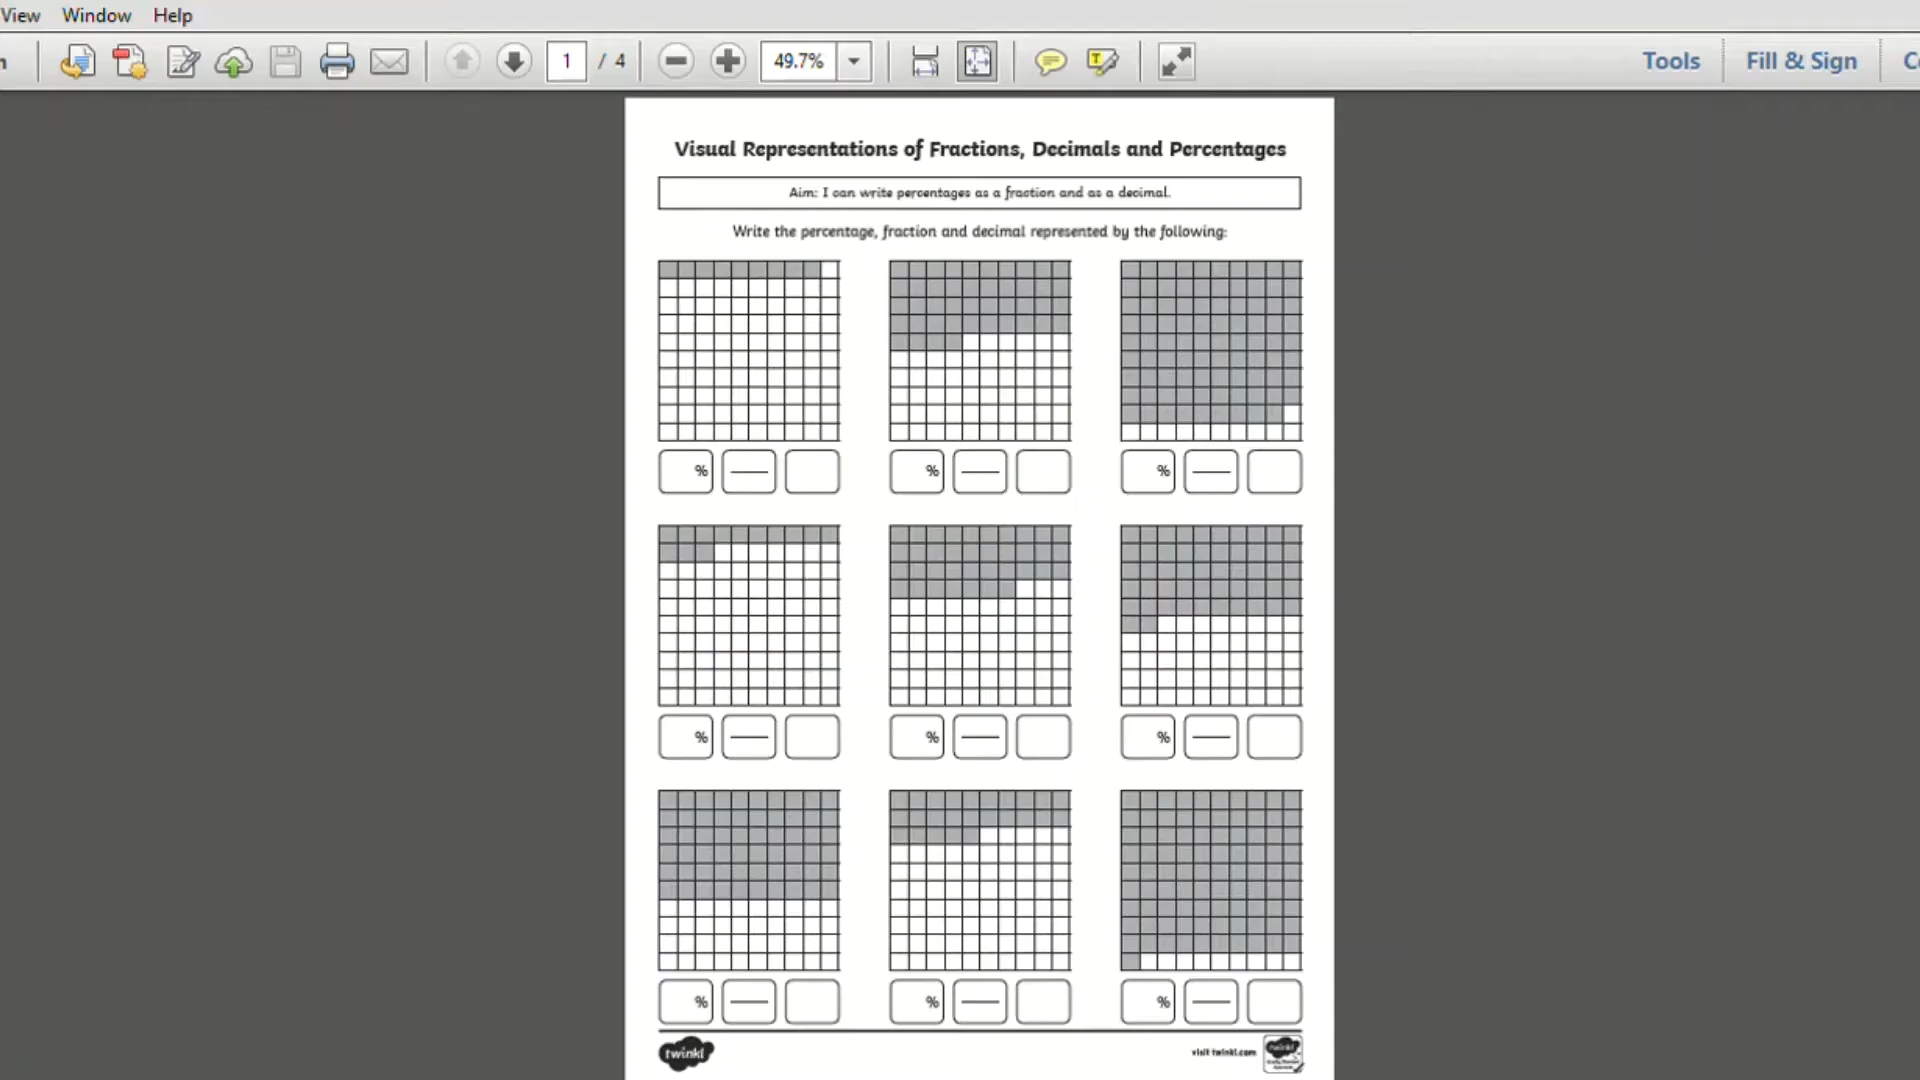 View Window Help
1 / 4 49.7% Tools Fill & Sign
Visual Representations of Fractions, Decimals and Percentages
Aim: I can write percentages as a fraction and as a decimal.
Write the percentage, fraction and decimal represented by the following:
% % %
% % %
% % %
twinkl visit twinkl.com twinkl